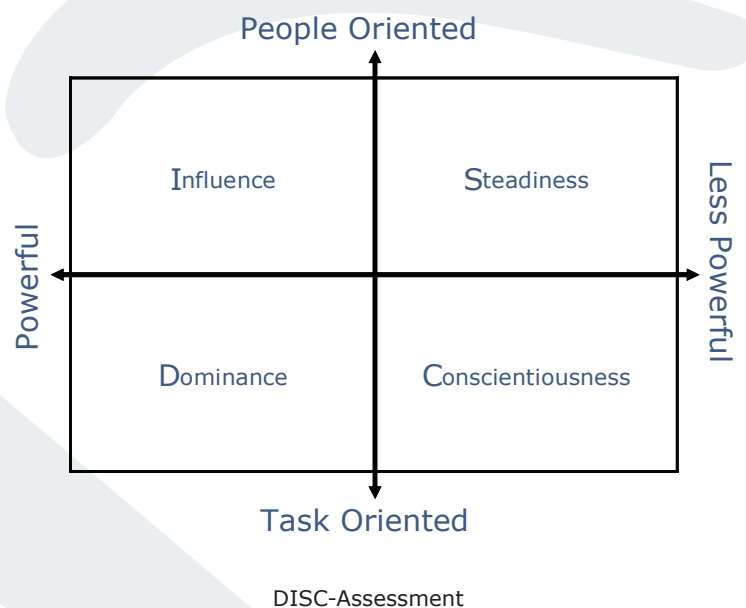 People Oriented
Influence
Steadiness
Powerful
Less Powerful
Dominance
Conscientiousness
Task Oriented
DISC-Assessment